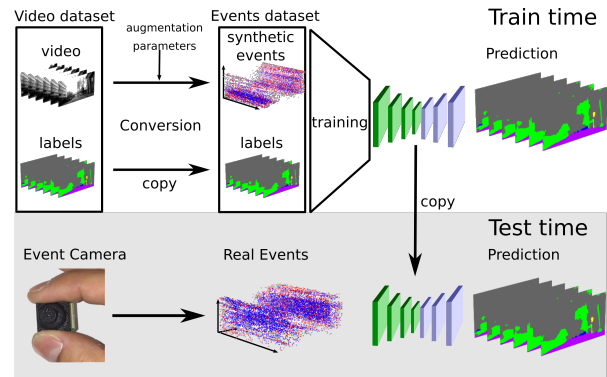 Video dataset
Events dataset
Train time
augmentation
parameters
video
synthetic
events
Prediction
Conversion
training
labels
labels
copy
copy
Test time
Event Camera
Real Events
Prediction